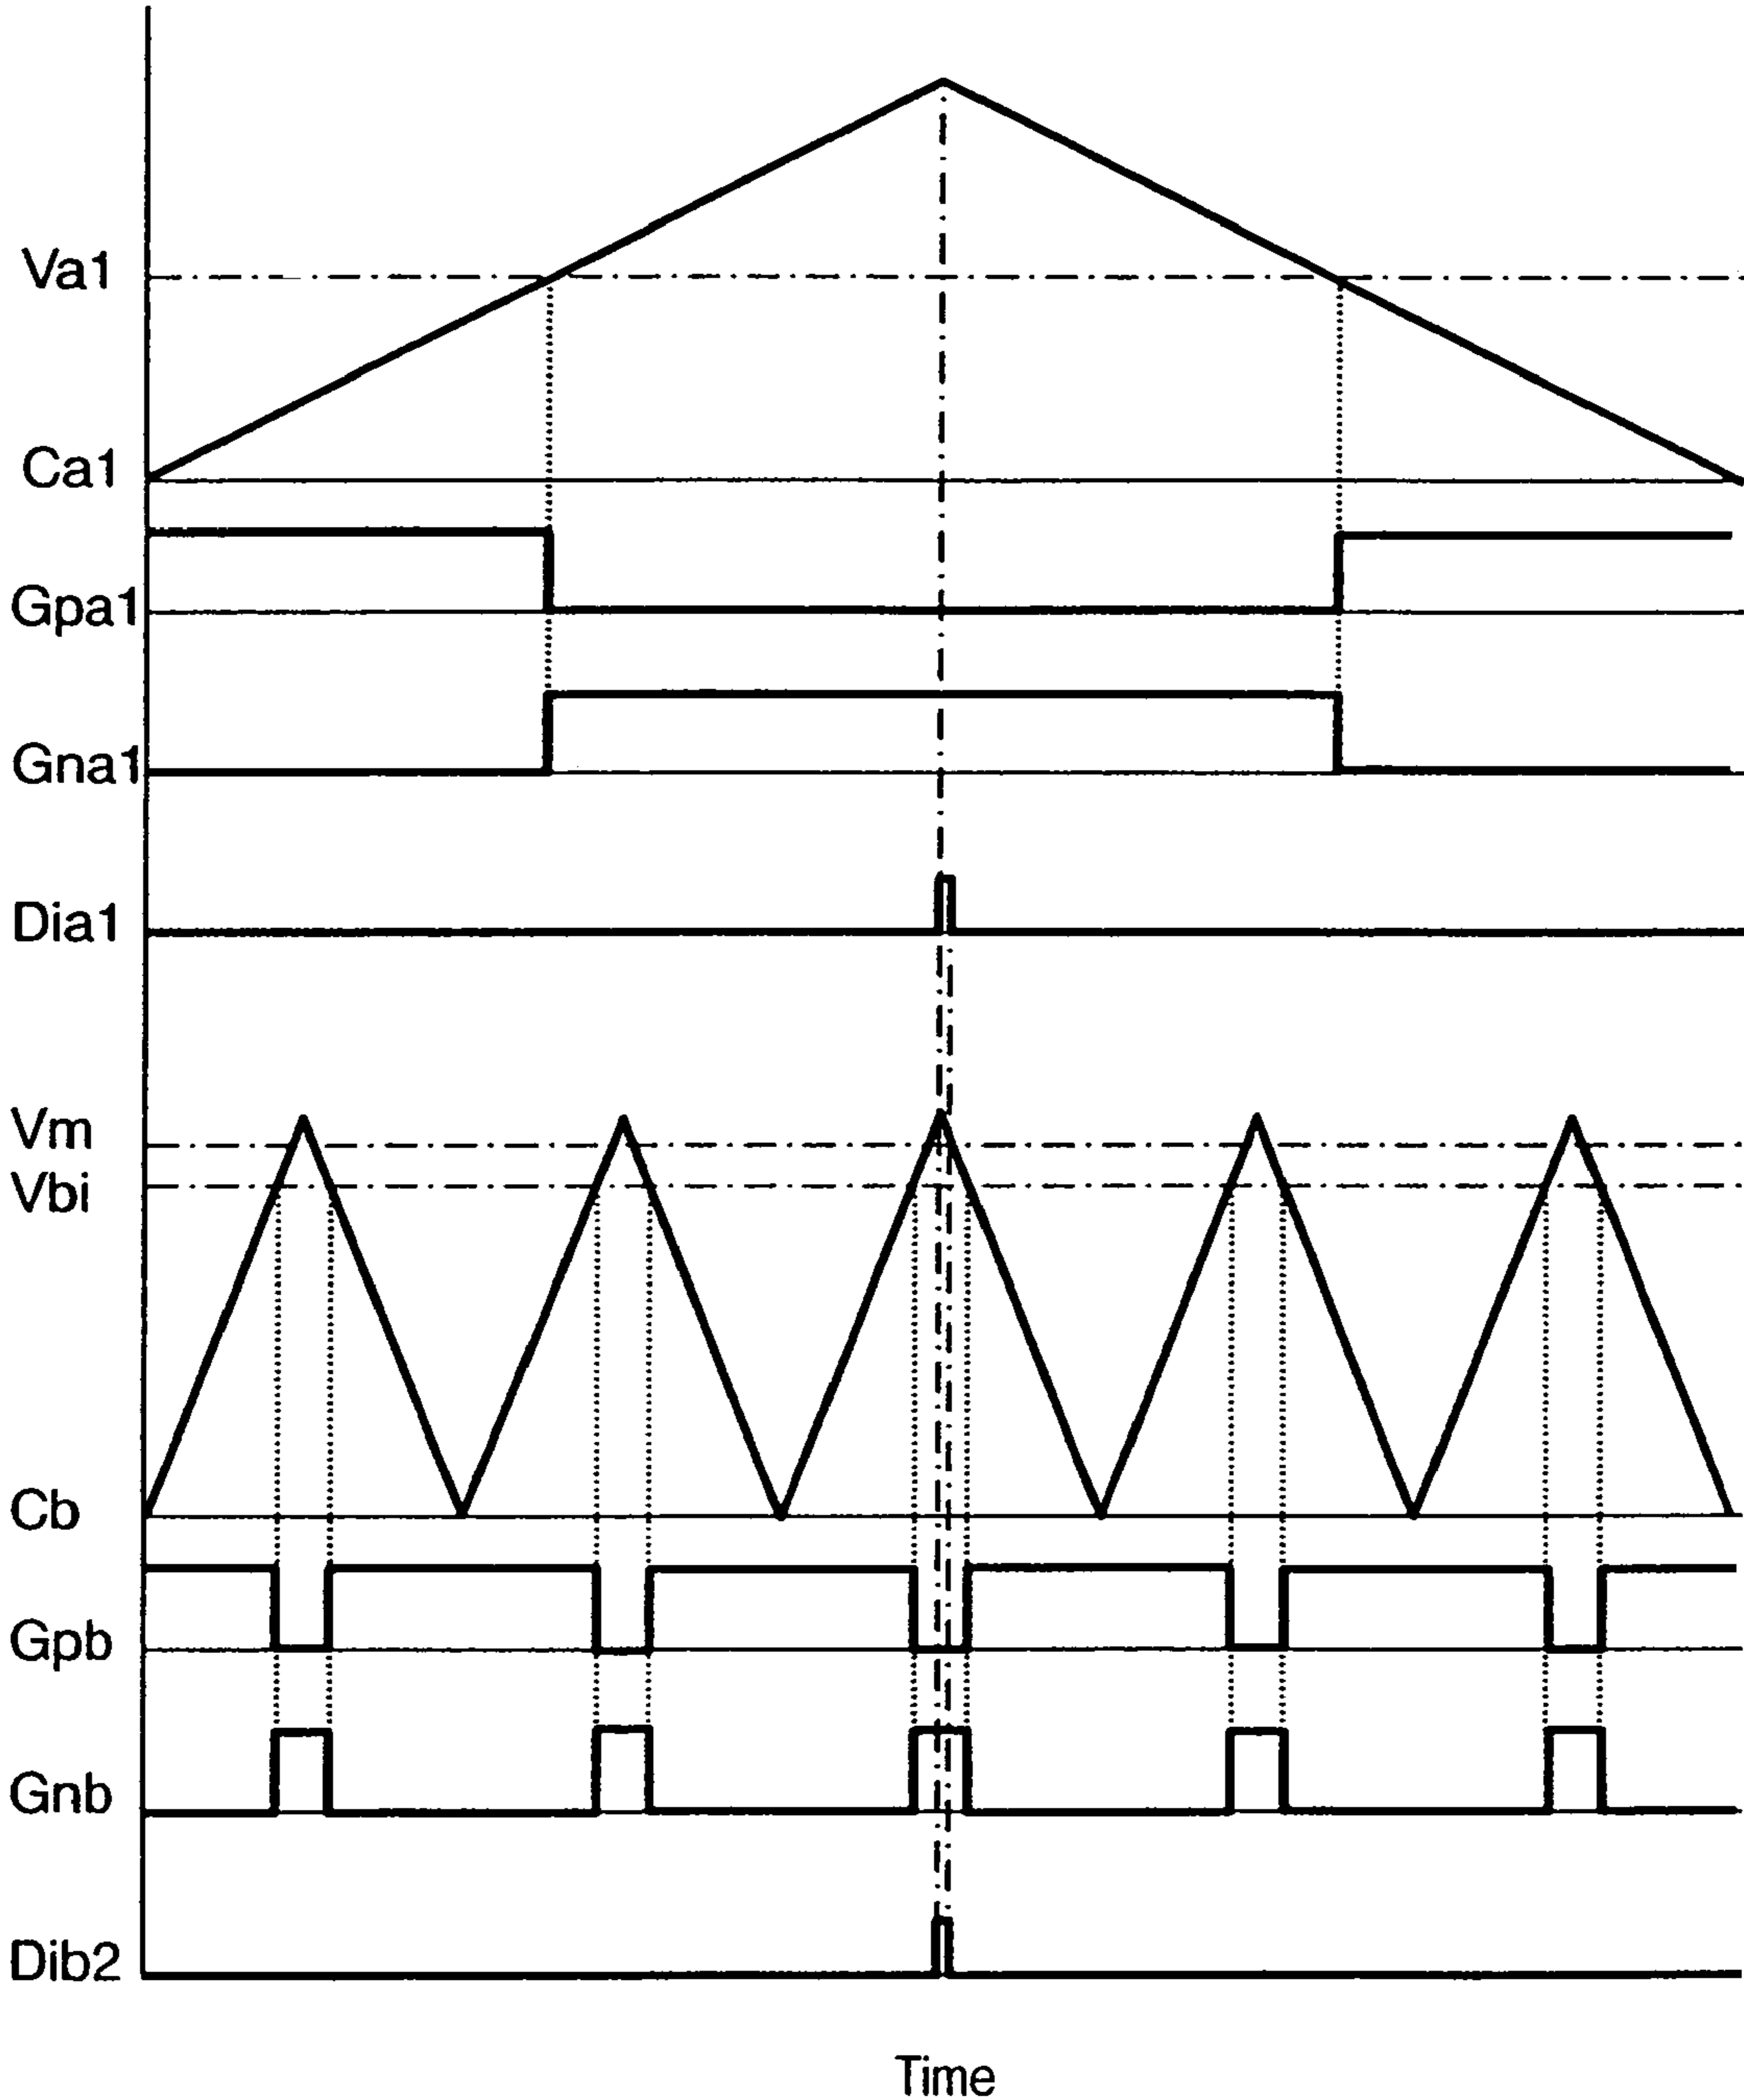 Va1
Ca1
Gpa1
Gna1
Dia1
Vm
Vbi
Cb
Gpb
Gnb
Dib2
Time